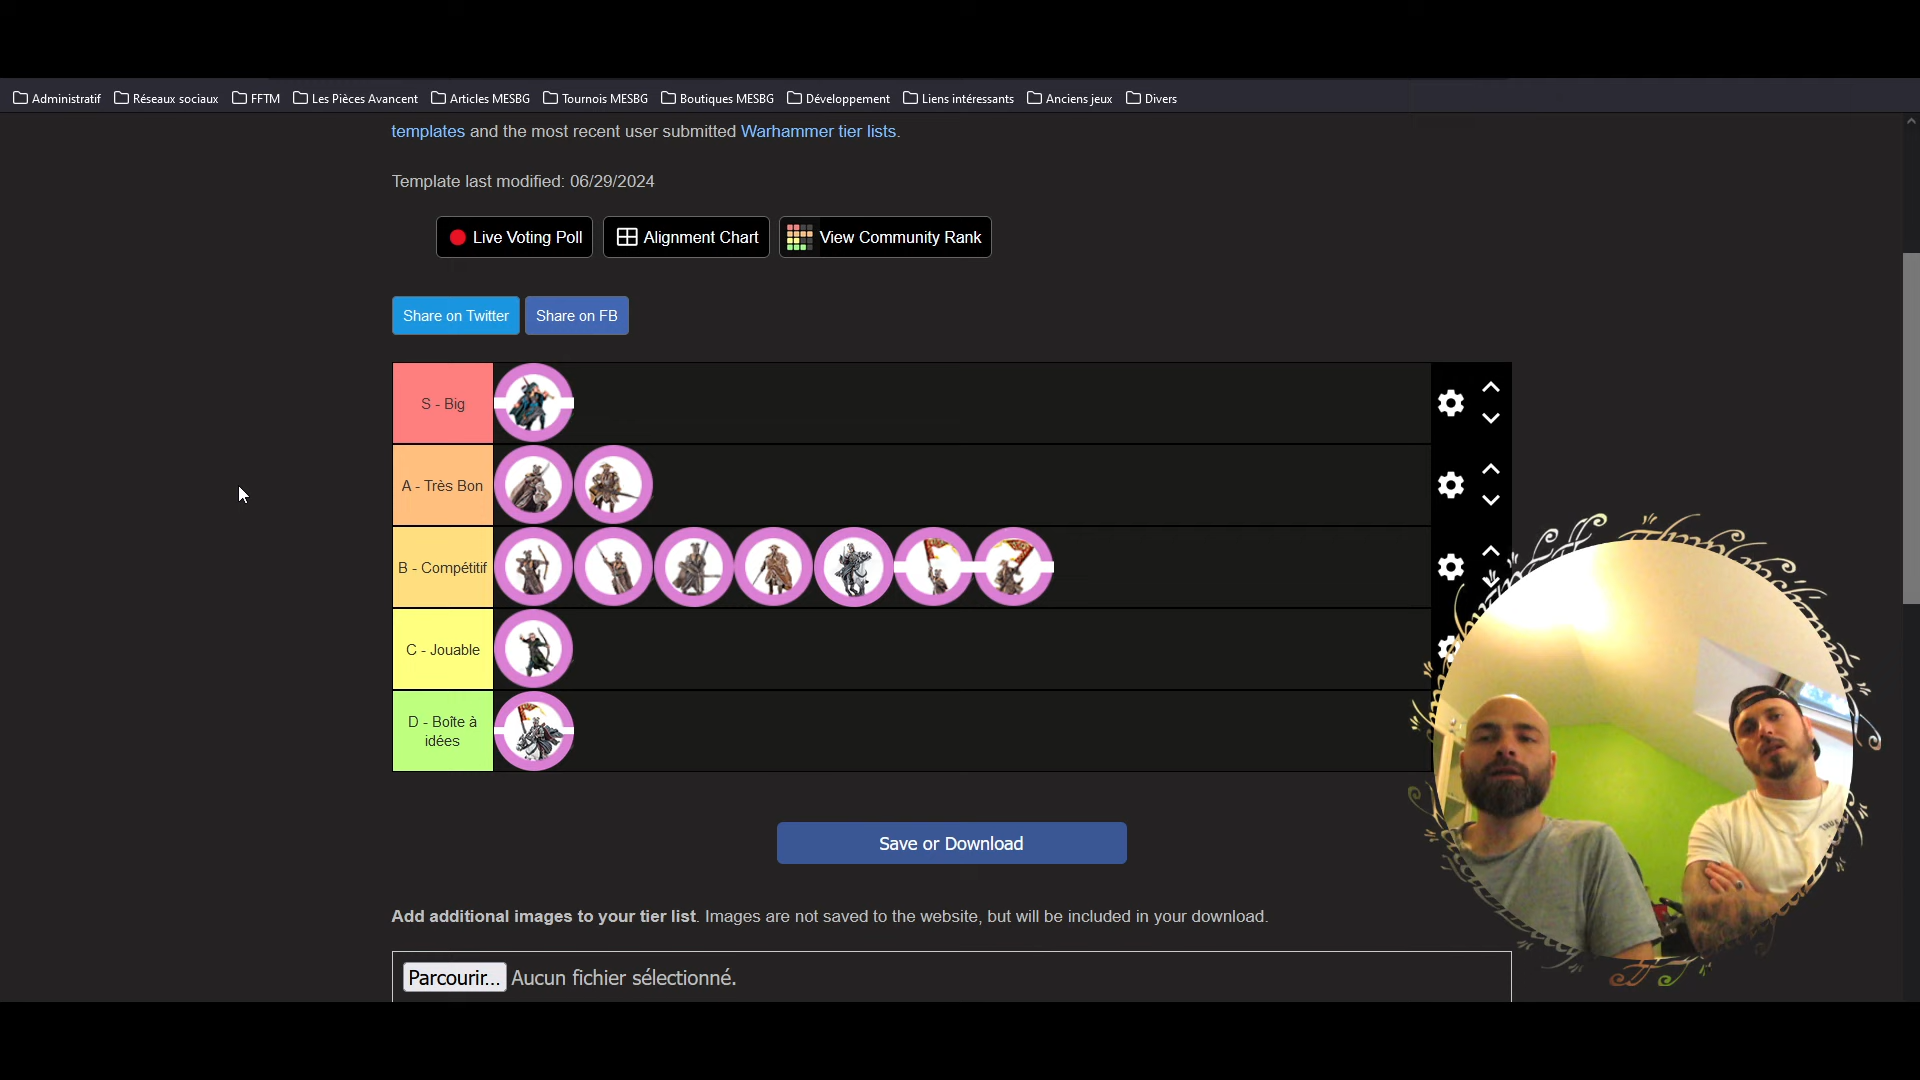 Administratif Réseaux sociaux FFTM Les Pièces Avancent Articles MESBG Tournois MESBG Boutiques MESBG Développement Liens intéressants Anciens jeux Divers
templates and the most recent user submitted Warhammer tier lists.
Template last modified: 06/29/2024
Live Voting Poll Alignment Chart View Community Rank
Share on Twitter Share on FB
S - Big
A - Très Bon
B - Compétitif
C - Jouable
D - Boîte à
idées
Save or Download
Add additional images to your tier list. Images are not saved to the website, but will be included in your download.
Parcourir... Aucun fichier sélectionné.